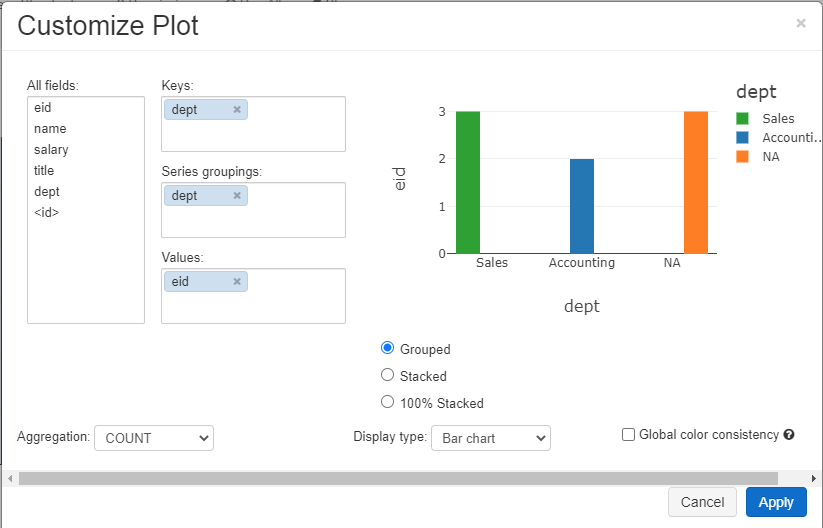 Customize Plot
×
All fields:
eid
name
salary
title
dept
<id>
Keys:
dept ×
Series groupings:
dept ×
Values:
eid ×
3
2
1
0
eid
Sales
Accounting
NA
dept
dept
Sales
Accounti...
NA
Grouped
Stacked
100% Stacked
Aggregation: COUNT
Display type: Bar chart
Global color consistency ?
Cancel
Apply